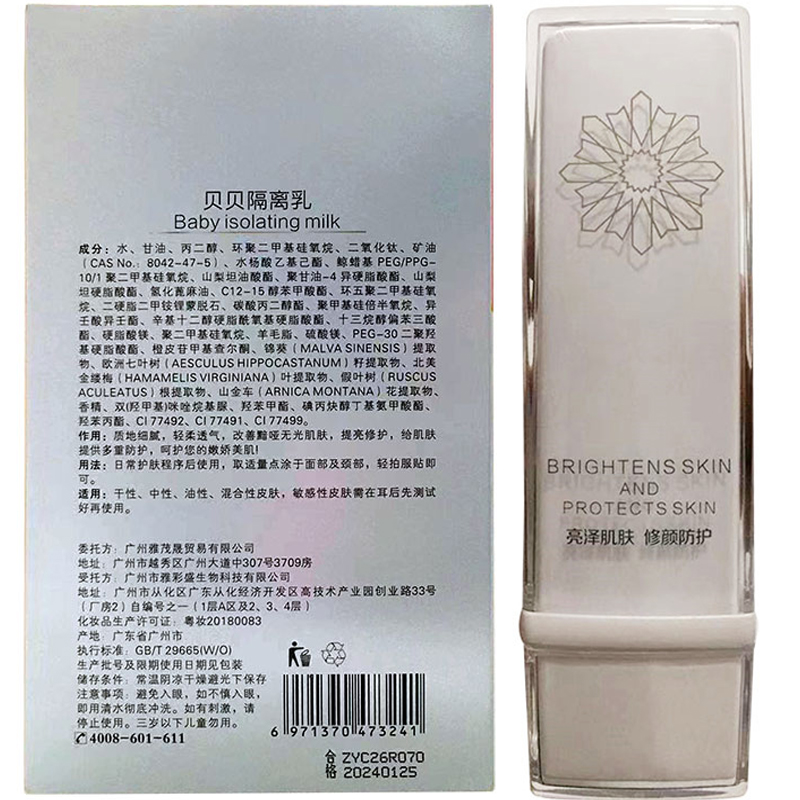 贝贝隔离乳
Baby isolating milk
成分：水、甘油、丙二醇、环聚二甲基硅氧烷、二氧化钛、矿油
（CAS No.：8042-47-5）、水杨酸乙基己酯、鲸蜡基 PEG/PPG-
10/1 聚二甲基硅氧烷、山梨坦油酸酯、聚甘油-4 异硬脂酸酯、山梨
坦硬脂酸酯、氢化蓖麻油、C12-15 醇苯甲酸酯、环五聚二甲基硅氧
烷、二硬脂二甲铵锂蒙脱石、碳酸丙二醇酯、聚甲基硅倍半氧烷、异
壬酸异壬酯、辛基十二醇硬脂酰氧基硬脂酸酯、十三烷醇偏苯三酸
酯、硬脂酸镁、聚二甲基硅氧烷、羊毛脂、硫酸镁、PEG-30 二聚羟
基硬脂酸酯、橙皮苷甲基查尔酮、锦葵（MALVA SINENSIS）提取
物、欧洲七叶树（AESCULUS HIPPOCASTANUM）籽提取物、北美
金缕梅（HAMAMELIS VIRGINIANA）叶提取物、假叶树（RUSCUS
ACULEATUS）根提取物、山金车（ARNICA MONTANA）花提取物、
香精、双(羟甲基)咪唑烷基脲、羟苯甲酯、碘丙炔醇丁基氨甲酸酯、
羟苯丙酯、CI 77492、CI 77491、CI 77499。
作用：质地细腻，轻柔透气，改善黯哑无光肌肤，提亮修护，给肌肤
提供多重防护，呵护您的嫩娇美肌！
用法：日常护肤程序后使用，取适量点涂于面部及颈部，轻拍服贴即
可。
适用：干性、中性、油性、混合性皮肤，敏感性皮肤需在耳后先测试
好再使用。
委托方：广州雅茂晟贸易有限公司
地址：广州市越秀区广州大道中307号3709房
受托方：广州市雅彩盛生物科技有限公司
地址：广州市从化区广东从化经济开发区高技术产业园创业路33号
（厂房2）自编号之一（1层A区及2、3、4层）
化妆品生产许可证：粤妆20180083
产地：广东省广州市
执行标准：GB/T 29665(W/O)
生产批号及限期使用日期见包装
储存条件：常温阴凉干燥避光下保存
注意事项：避免入眼，如不慎入眼，
即用清水彻底冲洗。如有刺激，请
停止使用。三岁以下儿童勿用。
4008-601-611
6 971370 473241
合格
ZYC26R070
20240125
BRIGHTENS SKIN
AND
PROTECTS SKIN
亮泽肌肤 修颜防护